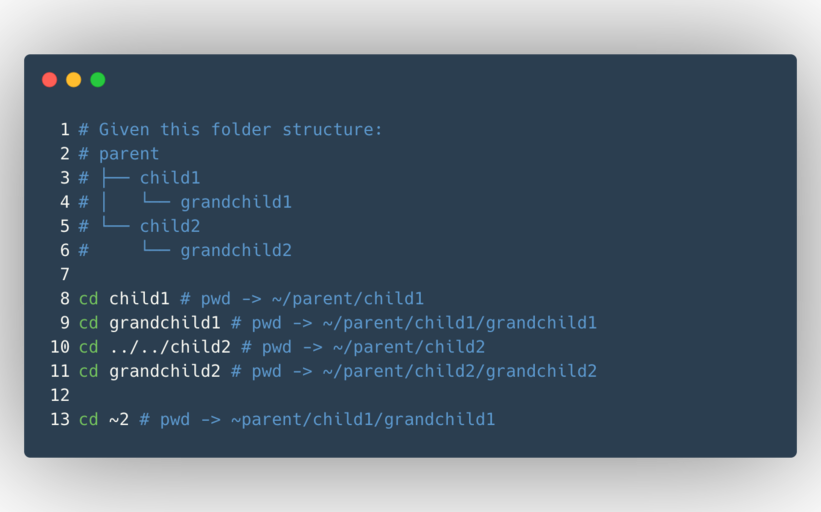 1 # Given this folder structure:
2 # parent
3 # ├── child1
4 # │   └── grandchild1
5 # └── child2
6 #     └── grandchild2
7
8 cd child1 # pwd -> ~/parent/child1
9 cd grandchild1 # pwd -> ~/parent/child1/grandchild1
10 cd ../../child2 # pwd -> ~/parent/child2
11 cd grandchild2 # pwd -> ~/parent/child2/grandchild2
12
13 cd ~2 # pwd -> ~parent/child1/grandchild1